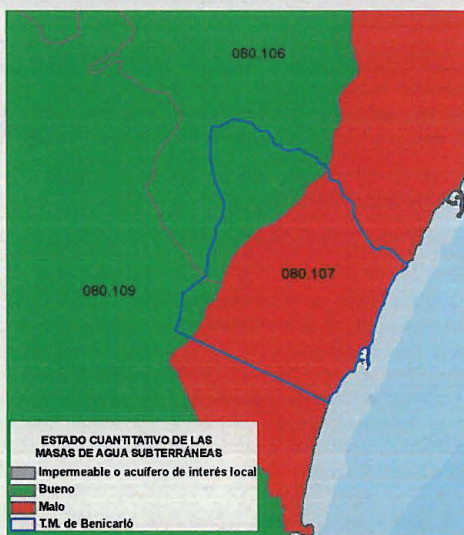 080.106
080.107
080.109
ESTADO CUANTITATIVO DE LAS
MASAS DE AGUA SUBTERRÁNEAS
Impermeable o acuífero de interés local
Bueno
Malo
T.M. de Benicarló